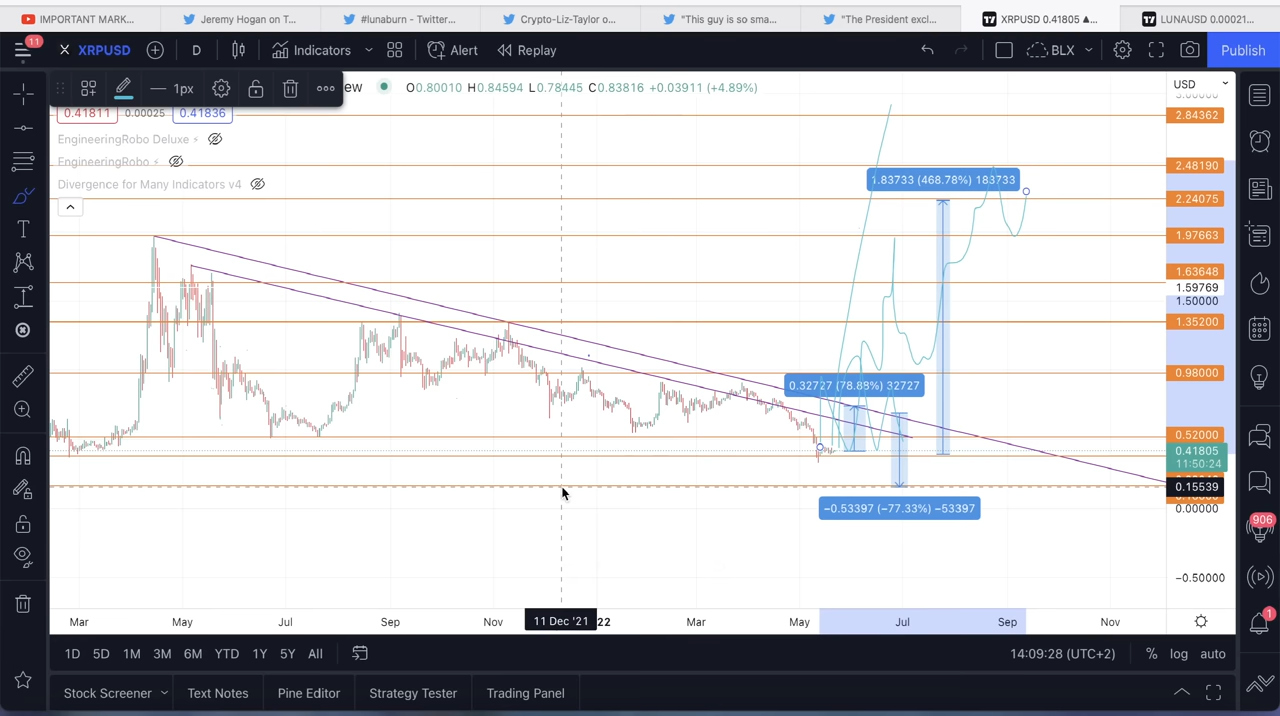 IMPORTANT MARK...
Jeremy Hogan on T...
#lunaburn - Twitter...
Crypto-Liz-Taylor o...
"This guy is so sma...
"The President excl...
XRPUSD 0.41805 ▲...
LUNAUSD 0.00021...
11
XRPUSD
D
Indicators
Alert
Replay
BLX
Publish
1px
ew
O0.80010 H0.84594 L0.78445 C0.83816 +0.03911 (+4.89%)
USD
0.41811
0.00025
0.41836
EngineeringRobo Deluxe
EngineeringRobo
Divergence for Many Indicators v4
3.00000
2.84362
2.48190
2.24075
1.97663
1.63648
1.59769
1.50000
1.35200
0.98000
0.52000
0.41805
11:50:24
0.15539
0.00000
−0.50000
1.83733 (468.78%) 183733
0.32727 (78.88%) 32727
−0.53397 (−77.33%) −53397
906
1
Mar
May
Jul
Sep
Nov
11 Dec '21
22
Mar
May
Jul
Sep
Nov
1D
5D
1M
3M
6M
YTD
1Y
5Y
All
14:09:28 (UTC+2)
%
log
auto
Stock Screener
Text Notes
Pine Editor
Strategy Tester
Trading Panel